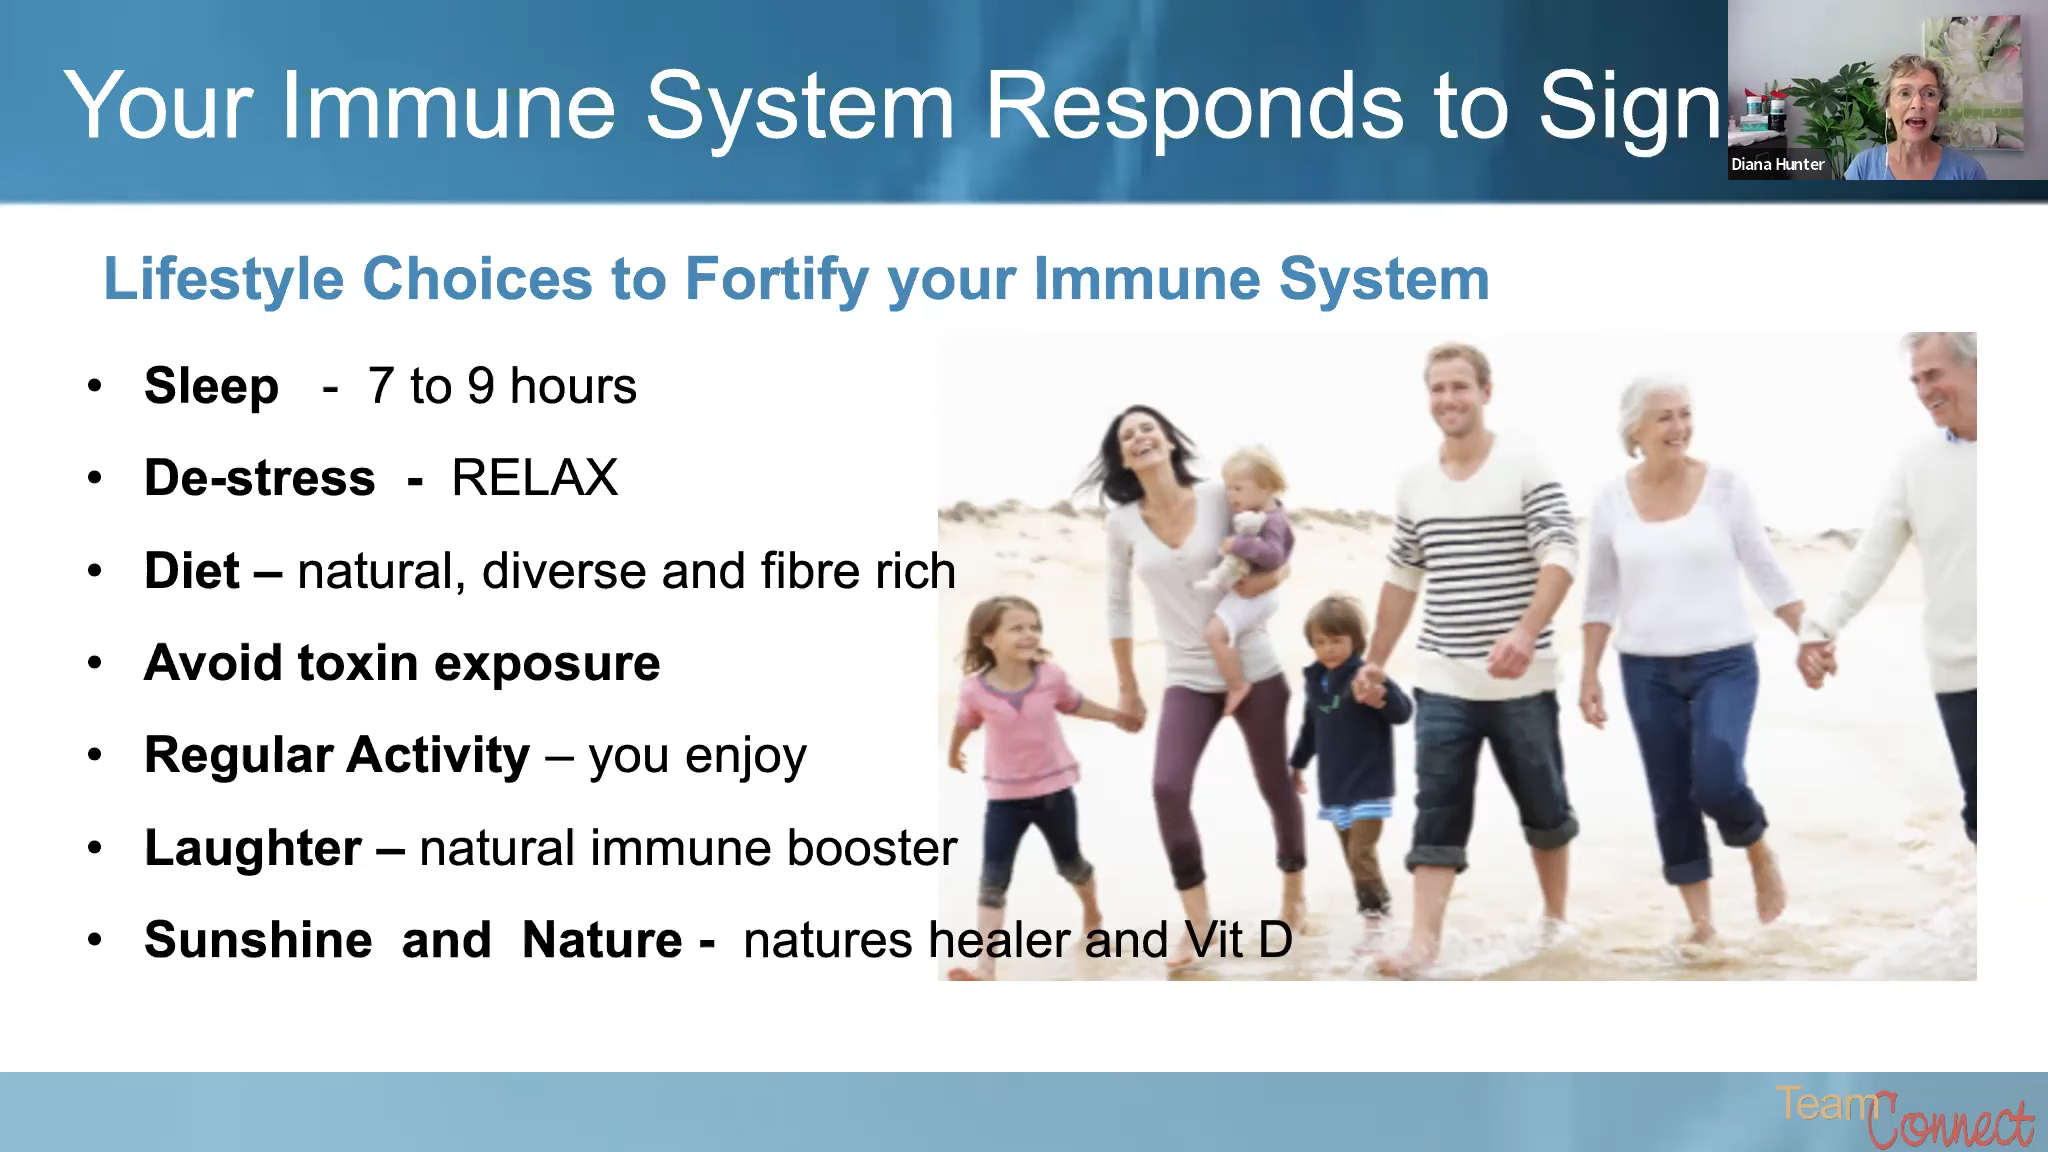 Your Immune System Responds to Sign
Diana Hunter
Lifestyle Choices to Fortify your Immune System
• Sleep - 7 to 9 hours
• De-stress - RELAX
• Diet – natural, diverse and fibre rich
• Avoid toxin exposure
• Regular Activity – you enjoy
• Laughter – natural immune booster
• Sunshine and Nature - natures healer and Vit D
Team Connect